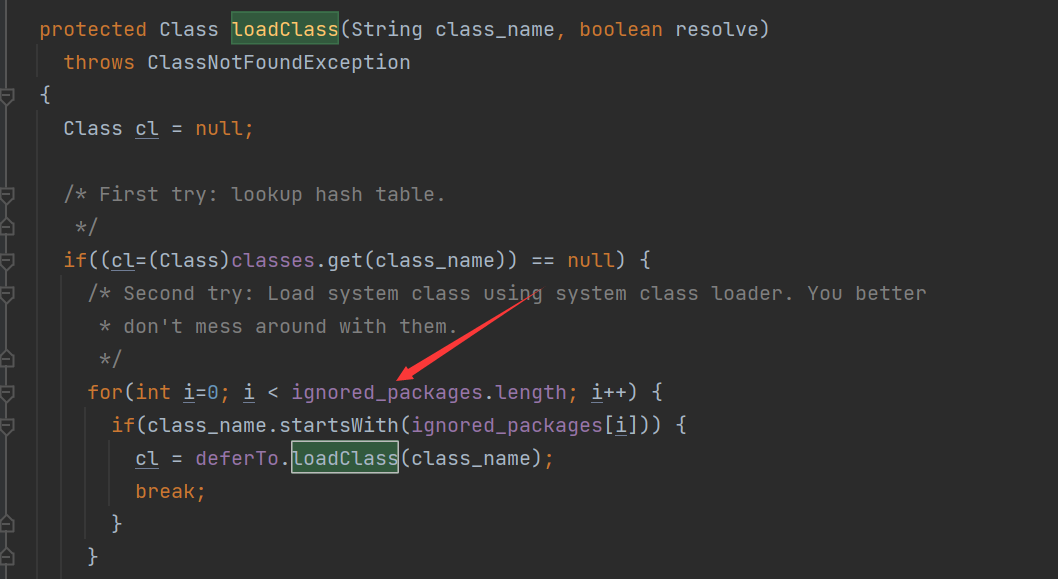 protected Class loadClass(String class_name, boolean resolve)
throws ClassNotFoundException
{
Class cl = null;
/* First try: lookup hash table.
*/
if((cl=(Class)classes.get(class_name)) == null) {
/* Second try: Load system class using system class loader. You better
* don't mess around with them.
*/
for(int i=0; i < ignored_packages.length; i++) {
if(class_name.startsWith(ignored_packages[i])) {
cl = deferTo.loadClass(class_name);
break;
}
}